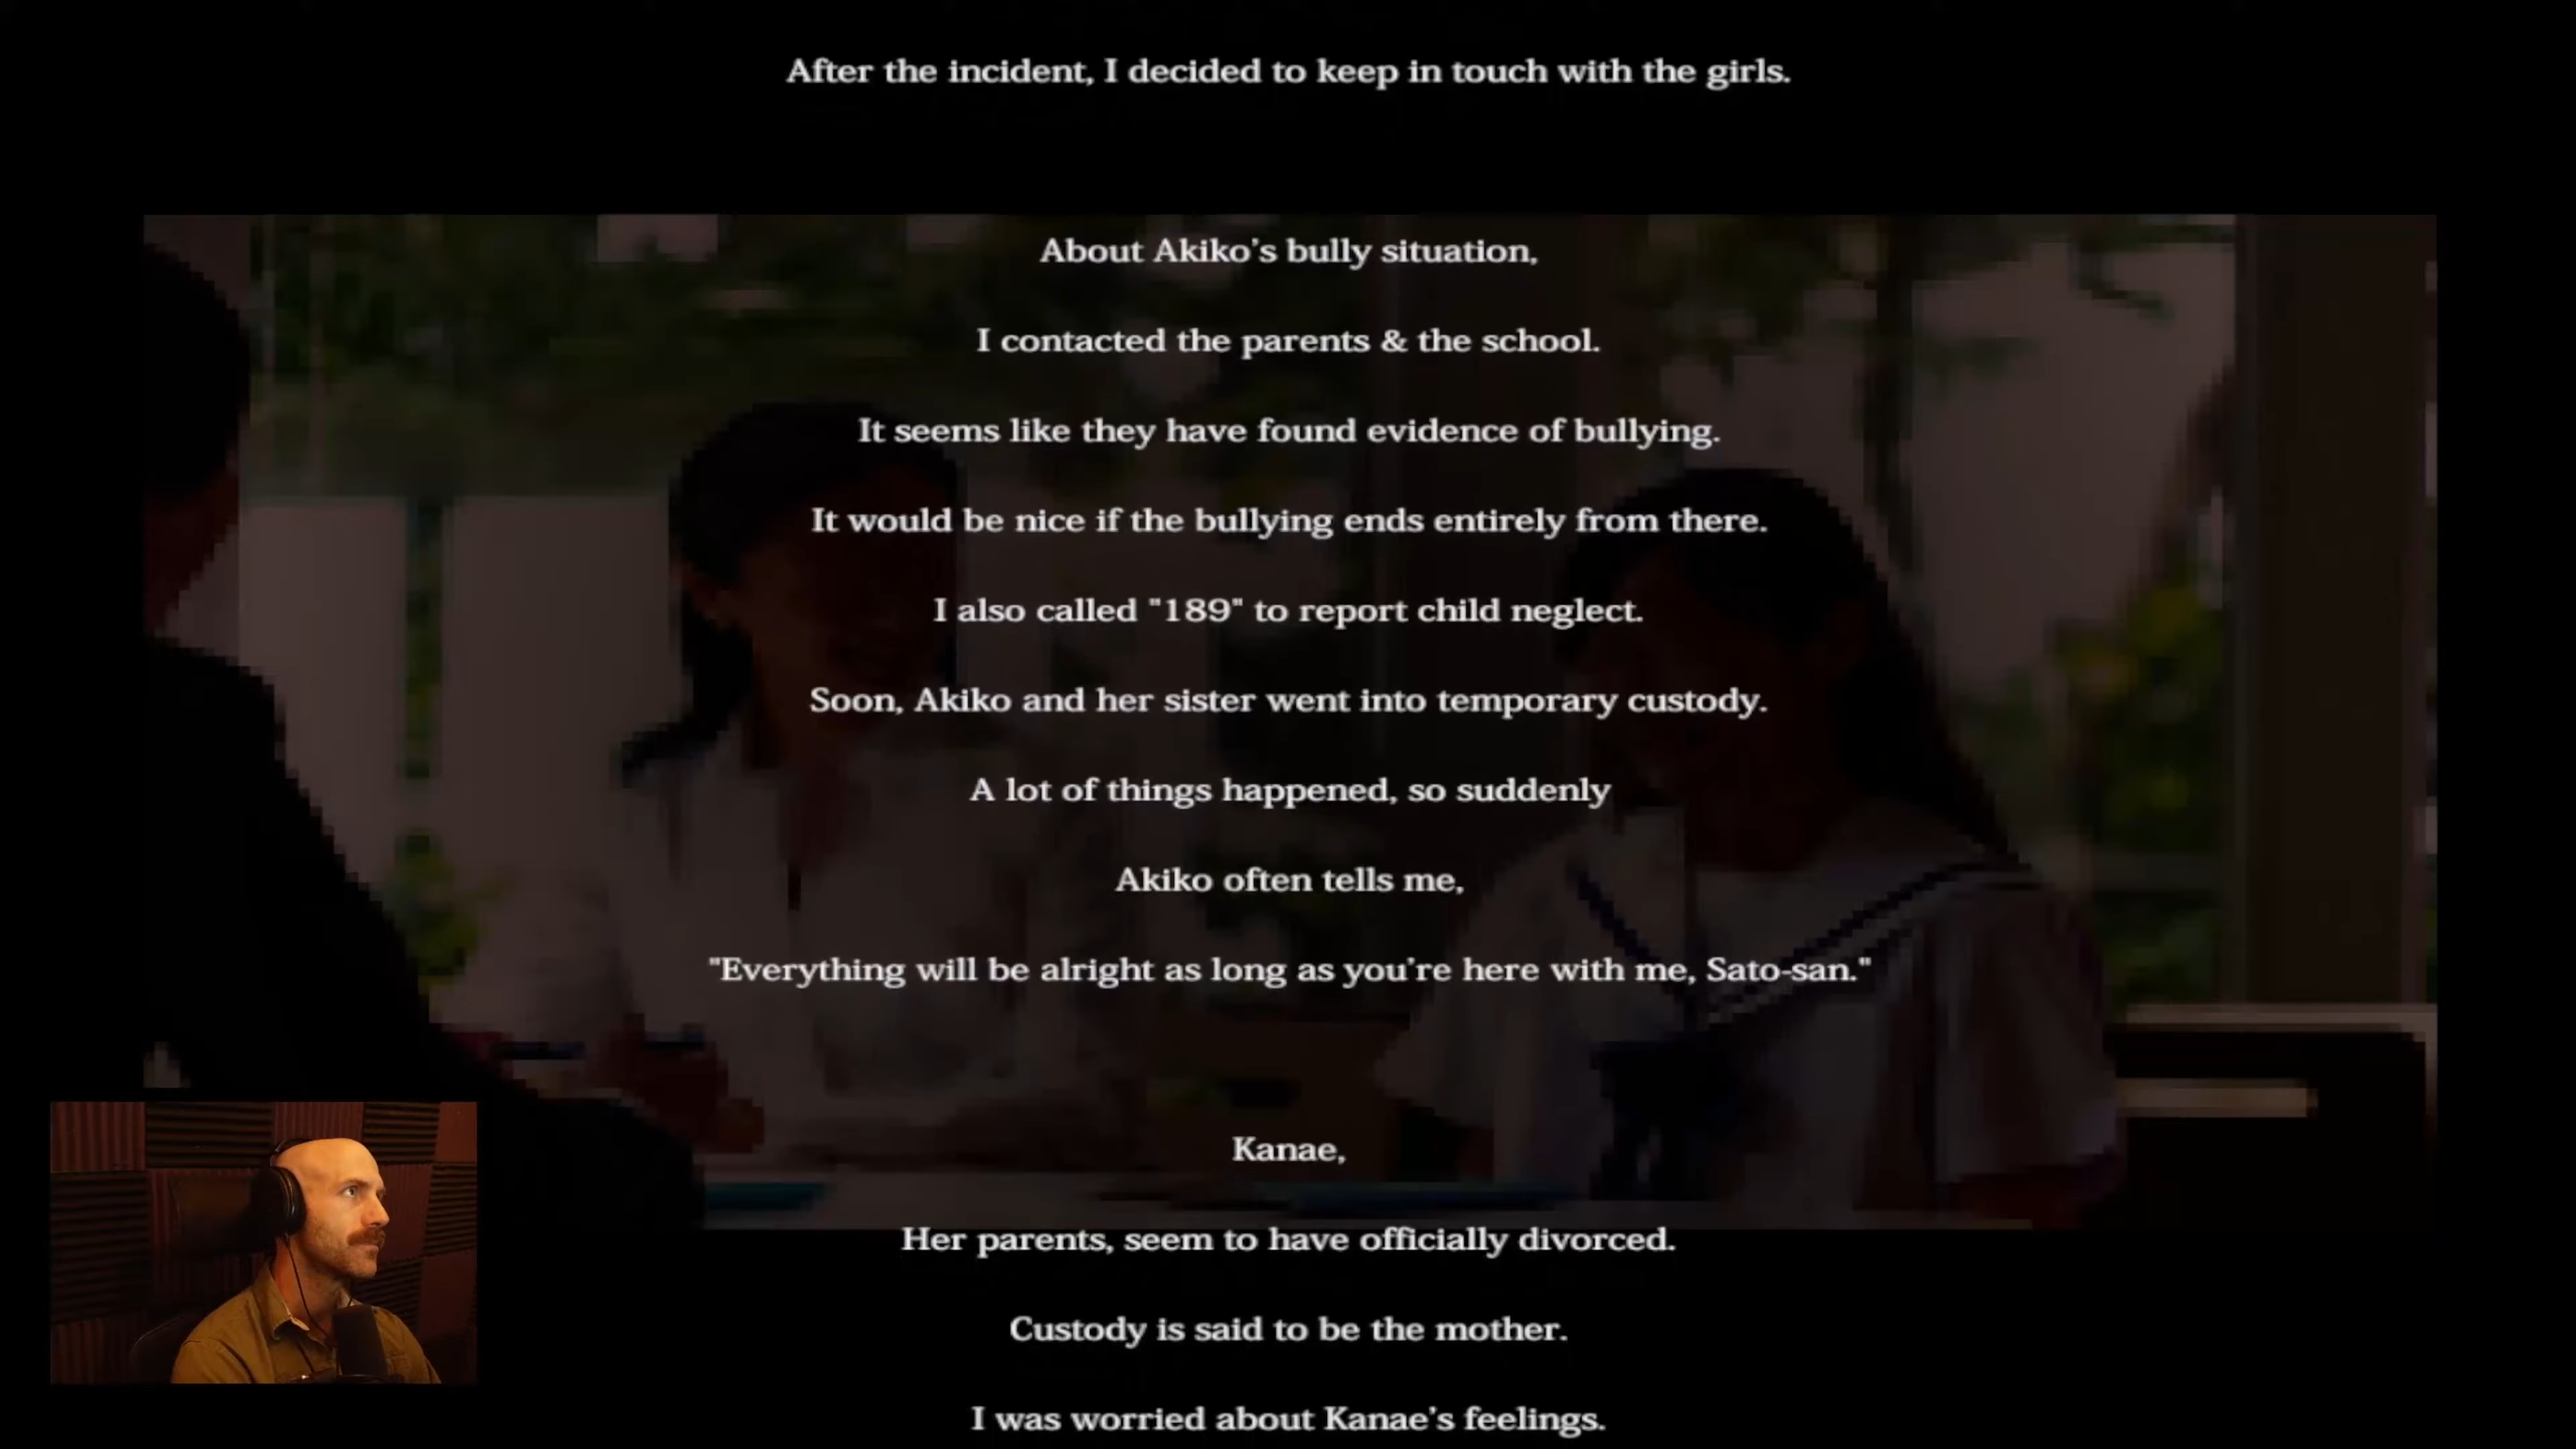 After the incident, I decided to keep in touch with the girls.
About Akiko's bully situation,
I contacted the parents & the school.
It seems like they have found evidence of bullying.
It would be nice if the bullying ends entirely from there.
I also called "189" to report child neglect.
Soon, Akiko and her sister went into temporary custody.
A lot of things happened, so suddenly
Akiko often tells me,
"Everything will be alright as long as you're here with me, Sato-san."
Kanae,
Her parents, seem to have officially divorced.
Custody is said to be the mother.
I was worried about Kanae's feelings.